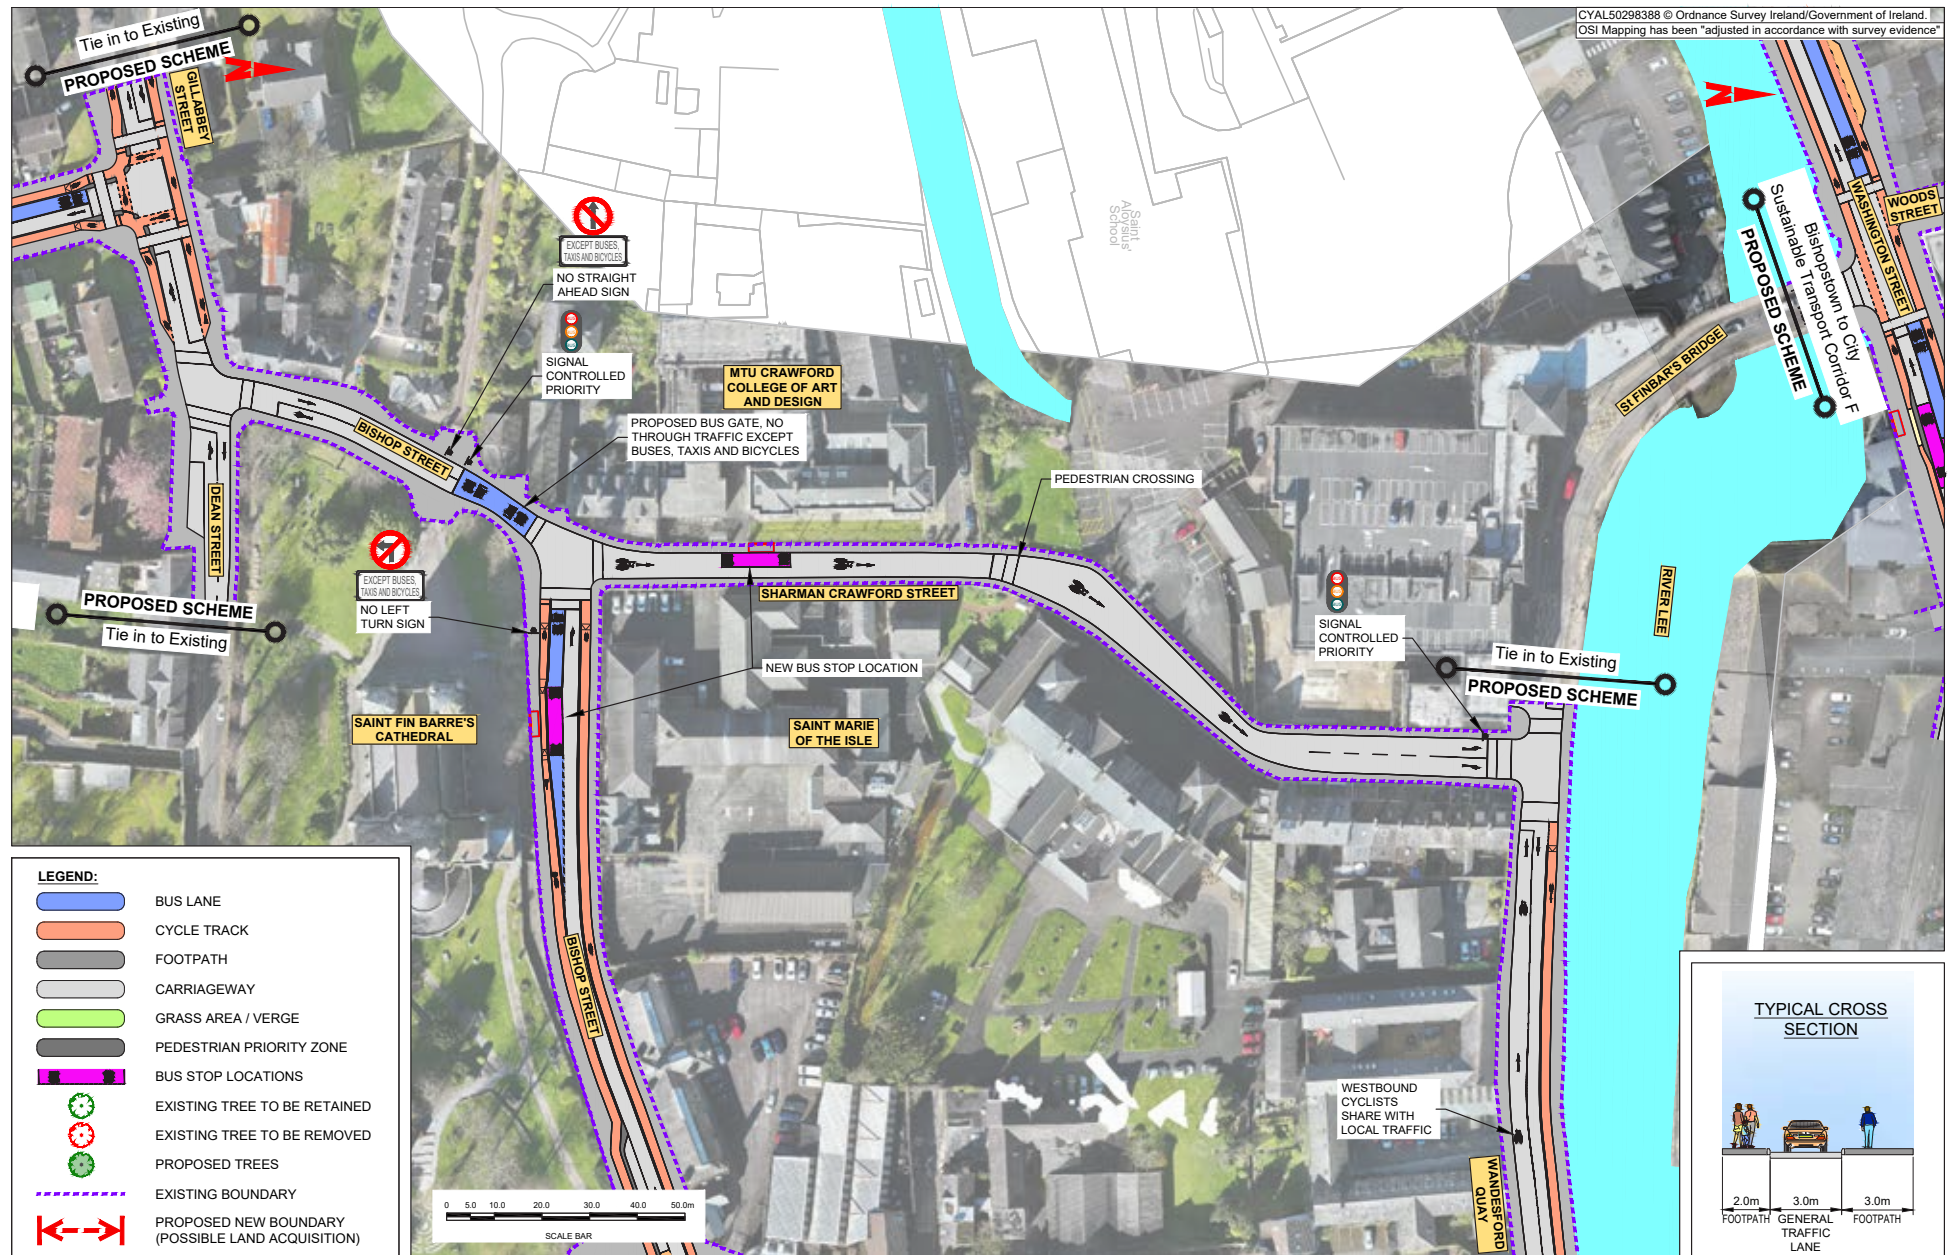 CYAL50298388 © Ordnance Survey Ireland/Government of Ireland.
OSI Mapping has been "adjusted in accordance with survey evidence"
Tie in to Existing
PROPOSED SCHEME
N
GILLABBEY
STREET
EXCEPT BUSES,
TAXIS AND BICYCLES
NO STRAIGHT
AHEAD SIGN
SIGNAL
CONTROLLED
PRIORITY
MTU CRAWFORD
COLLEGE OF ART
AND DESIGN
PROPOSED BUS GATE, NO
THROUGH TRAFFIC EXCEPT
BUSES, TAXIS AND BICYCLES
Saint
Aloysius'
School
N
WASHINGTON STREET
WOODS
STREET
Bishopstown to City
Sustainable Transport Corridor F
PROPOSED SCHEME
St FINBAR'S BRIDGE
BISHOP STREET
DEAN STREET
PEDESTRIAN CROSSING
EXCEPT BUSES,
TAXIS AND BICYCLES
NO LEFT
TURN SIGN
PROPOSED SCHEME
Tie in to Existing
SHARMAN CRAWFORD STREET
NEW BUS STOP LOCATION
SAINT FIN BARRE'S
CATHEDRAL
SAINT MARIE
OF THE ISLE
SIGNAL
CONTROLLED
PRIORITY
RIVER LEE
Tie in to Existing
PROPOSED SCHEME
BISHOP STREET
WESTBOUND
CYCLISTS
SHARE WITH
LOCAL TRAFFIC
WANDESFORD
QUAY
LEGEND:
BUS LANE
CYCLE TRACK
FOOTPATH
CARRIAGEWAY
GRASS AREA / VERGE
PEDESTRIAN PRIORITY ZONE
BUS STOP LOCATIONS
EXISTING TREE TO BE RETAINED
EXISTING TREE TO BE REMOVED
PROPOSED TREES
EXISTING BOUNDARY
PROPOSED NEW BOUNDARY
(POSSIBLE LAND ACQUISITION)
0 5.0 10.0 20.0 30.0 40.0 50.0m
SCALE BAR
TYPICAL CROSS
SECTION
2.0m 3.0m 3.0m
FOOTPATH GENERAL
TRAFFIC
LANE FOOTPATH